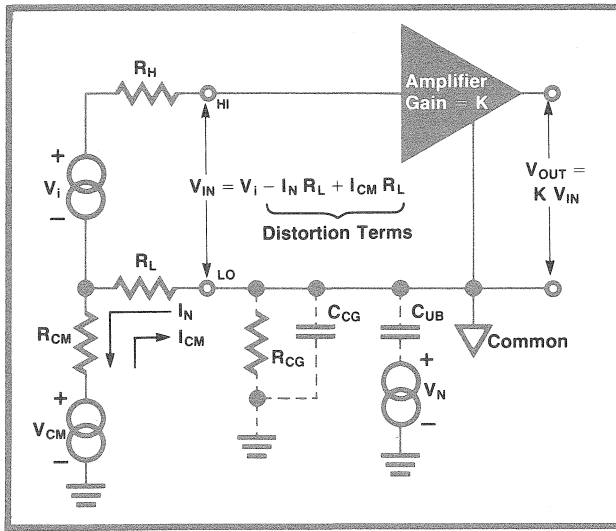 R_H
HI
Amplifier
Gain = K
+
V_i
−
V_IN = V_i − I_N R_L + I_CM R_L
Distortion Terms
V_OUT =
K V_IN
R_L
LO
R_CM
I_N
I_CM
C_CG
R_CG
C_UB
Common
+
V_N
−
+
V_CM
−